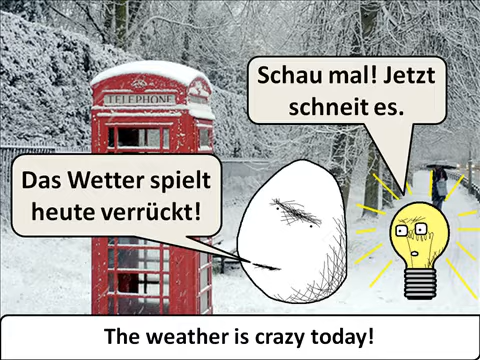 Schau mal! Jetzt
schneit es.
TELEPHONE
Das Wetter spielt
heute verrückt!
The weather is crazy today!